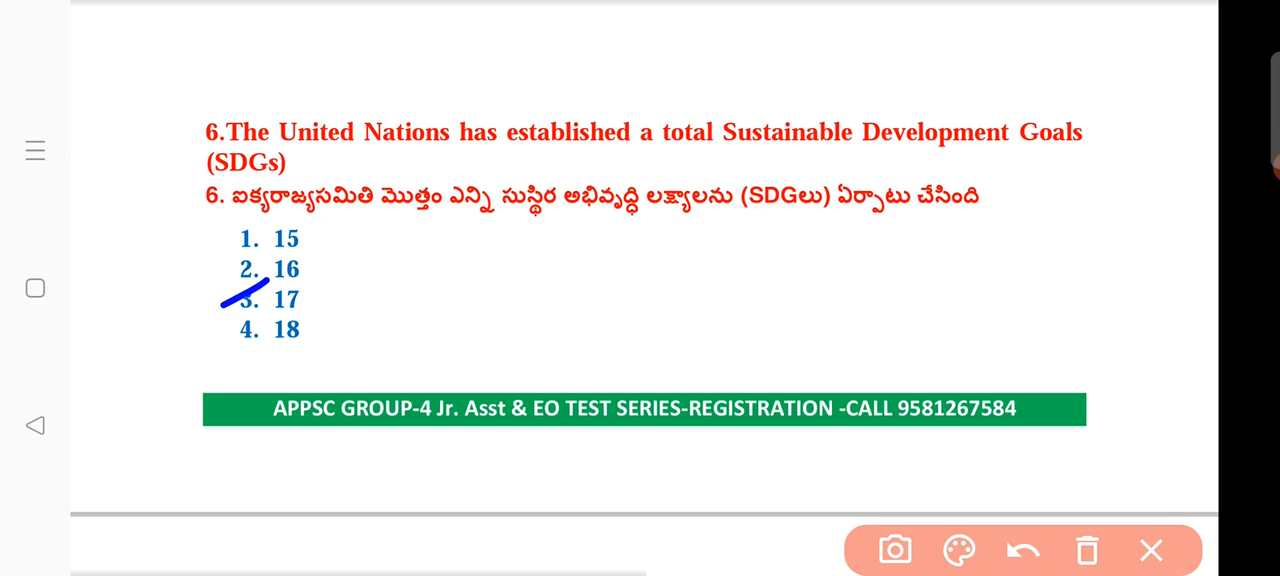 6.The United Nations has established a total Sustainable Development Goals
(SDGs)
6. ఐక్యరాజ్యసమితి మొత్తం ఎన్ని సుస్థిర అభివృద్ధి లక్ష్యాలను (SDGలు) ఏర్పాటు చేసింది
1. 15
2. 16
3. 17
4. 18
APPSC GROUP-4 Jr. Asst & EO TEST SERIES-REGISTRATION -CALL 9581267584